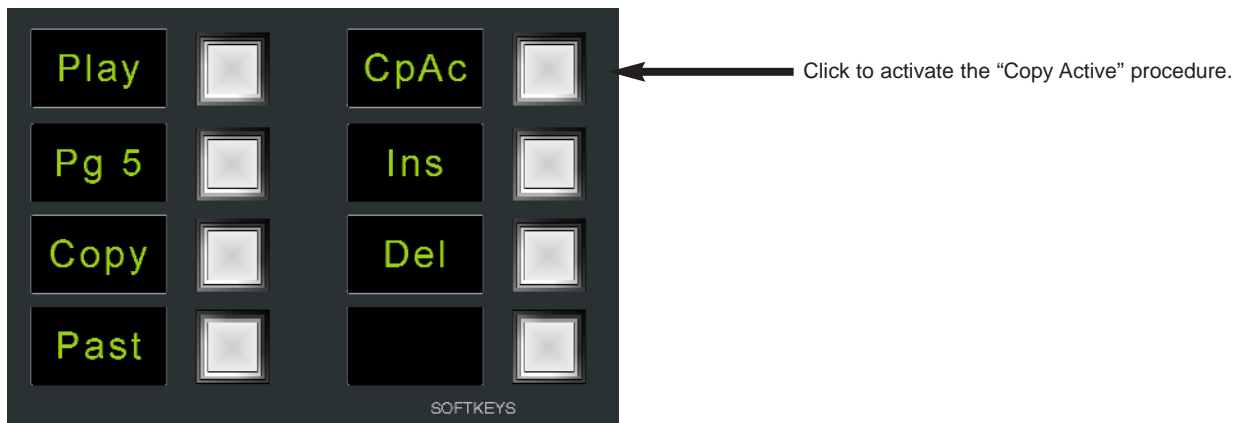 Play
CpAc
Click to activate the “Copy Active” procedure.
Pg 5
Ins
Copy
Del
Past
SOFTKEYS